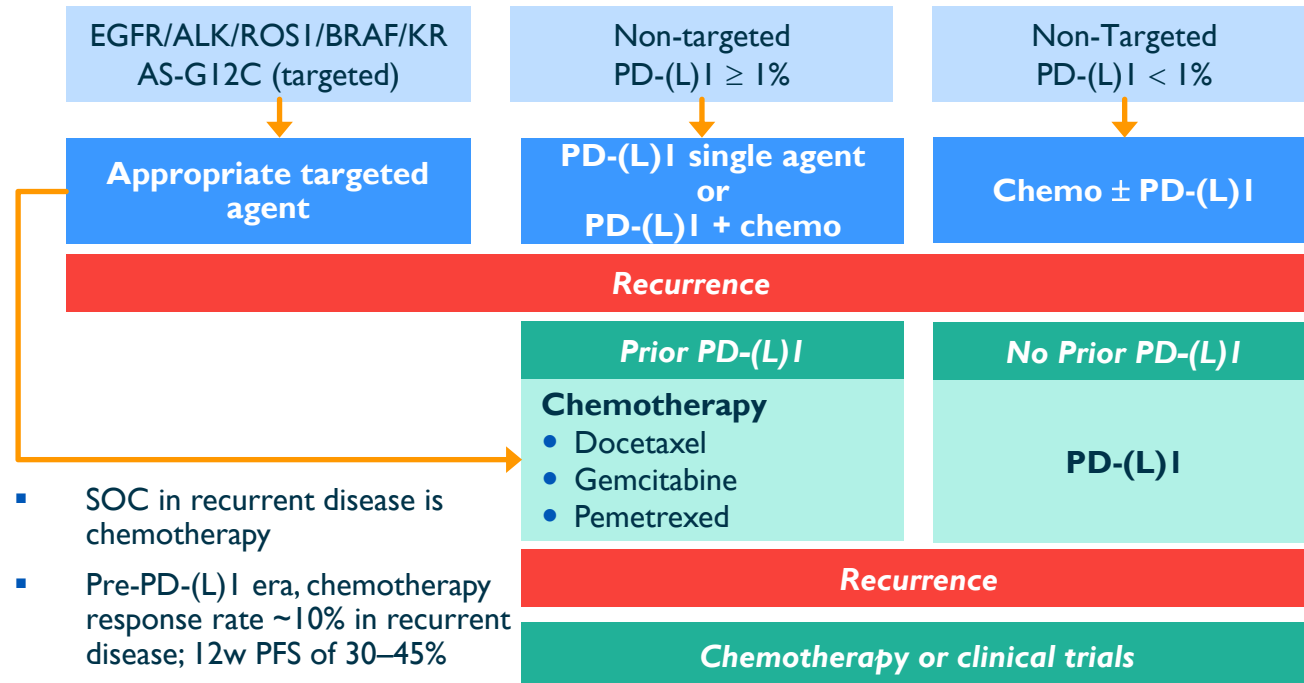 EGFR/ALK/ROS1/BRAF/KR
AS-G12C (targeted)
Non-targeted
PD-(L)1 ≥ 1%
Non-Targeted
PD-(L)1 < 1%
Appropriate targeted
agent
PD-(L)1 single agent
or
PD-(L)1 + chemo
Chemo ± PD-(L)1
Recurrence
Prior PD-(L)1
No Prior PD-(L)1
Chemotherapy
• Docetaxel
• Gemcitabine
• Pemetrexed
PD-(L)1
▪ SOC in recurrent disease is
chemotherapy
▪ Pre-PD-(L)1 era, chemotherapy
response rate ~10% in recurrent
disease; 12w PFS of 30–45%
Recurrence
Chemotherapy or clinical trials